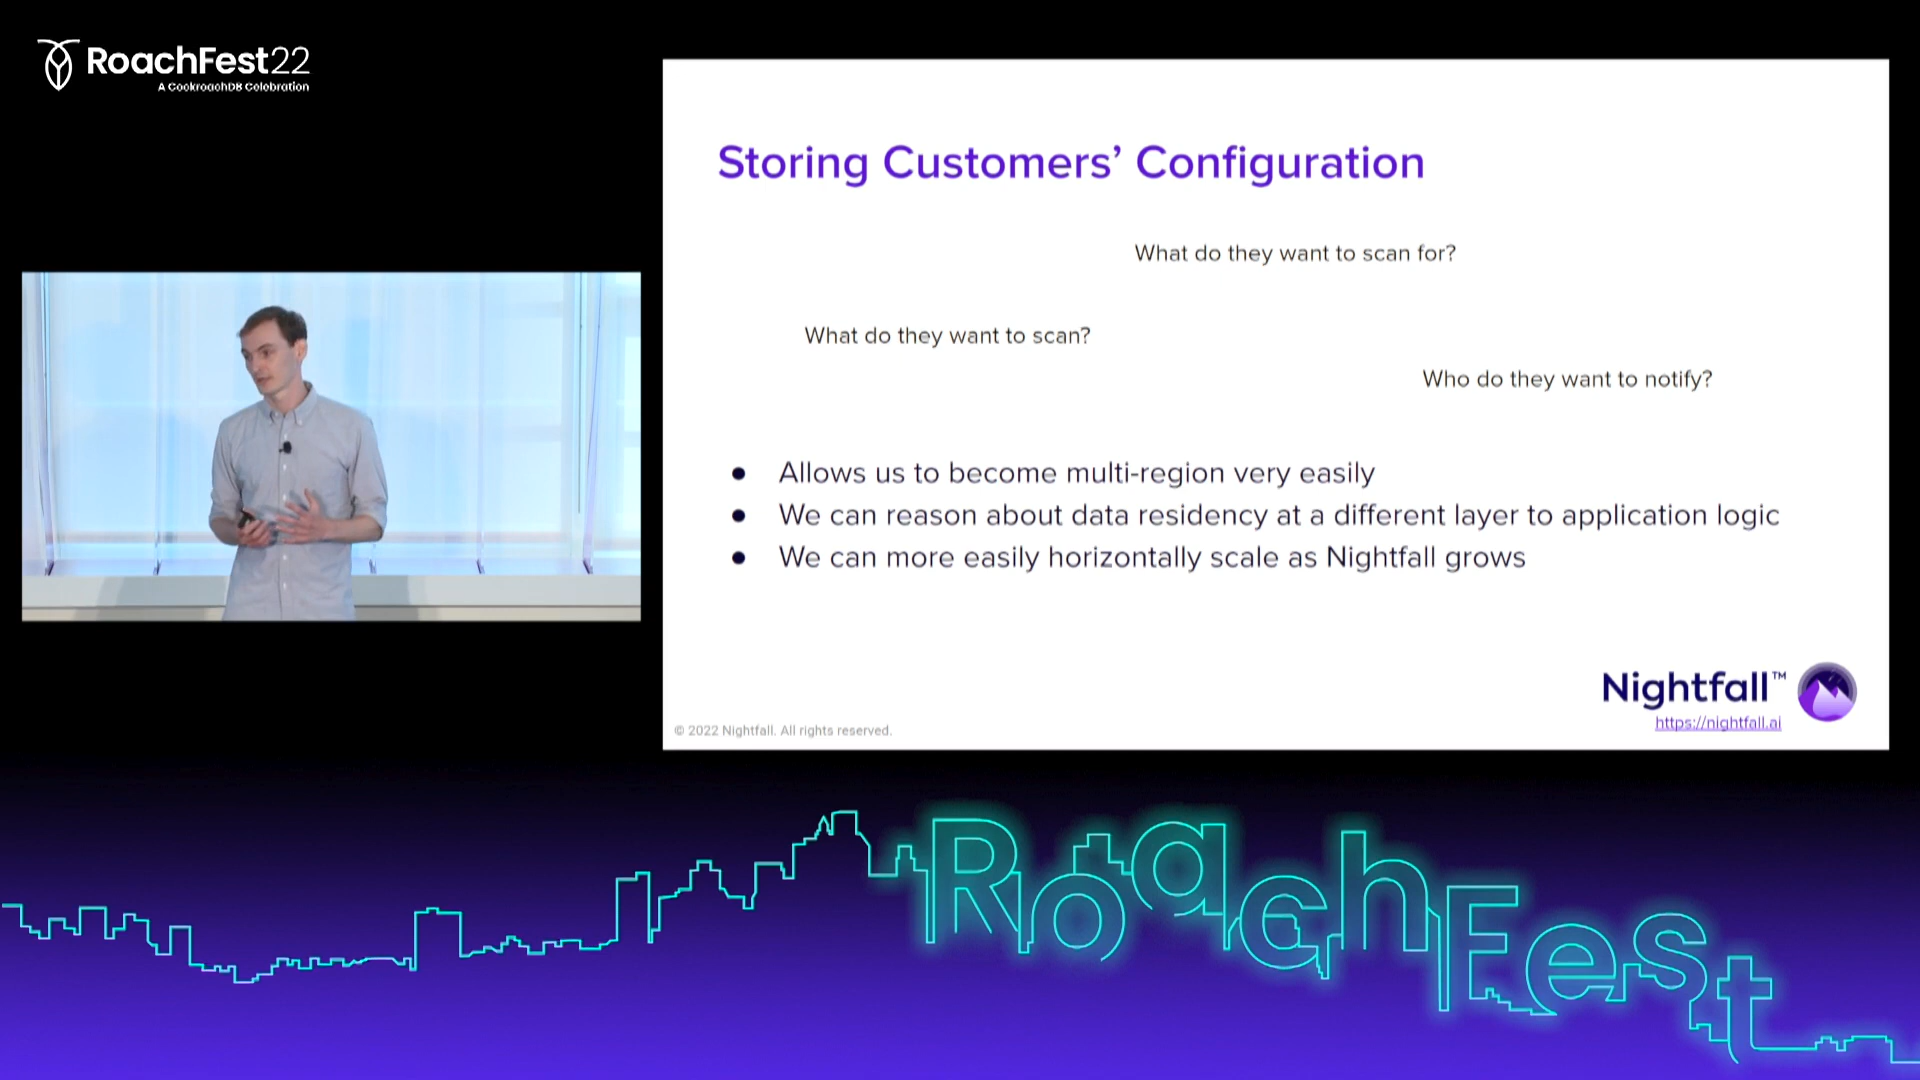 RoachFest22
A CockroachDB Celebration
Storing Customers’ Configuration
What do they want to scan for?
What do they want to scan?
Who do they want to notify?
● Allows us to become multi-region very easily
● We can reason about data residency at a different layer to application logic
● We can more easily horizontally scale as Nightfall grows
Nightfall™
https://nightfall.ai
© 2022 Nightfall. All rights reserved.
RoachFest